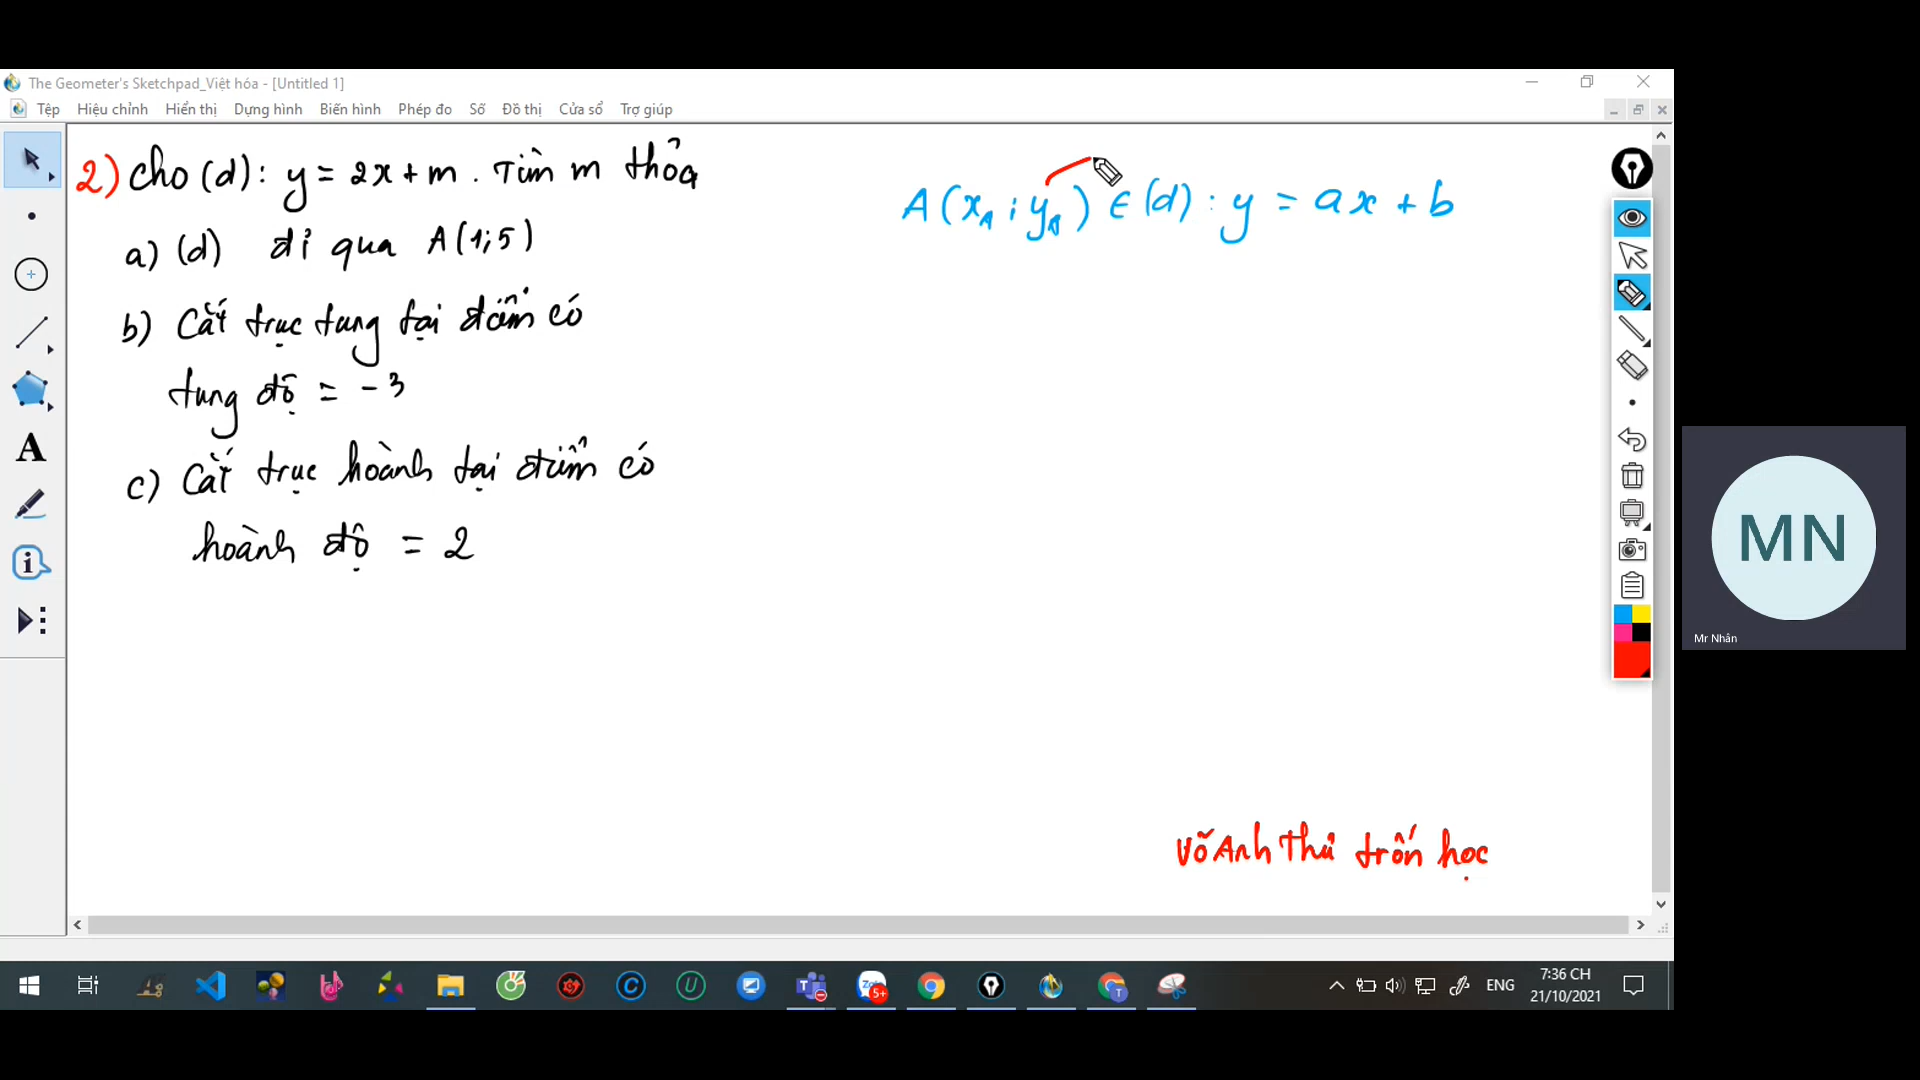 The Geometer's Sketchpad_Việt hóa - [Untitled 1]
Tệp Hiệu chỉnh Hiển thị Dựng hình Biến hình Phép đo Số Đồ thị Cửa sổ Trợ giúp
2) Cho (d): y = 2x + m. Tìm m thỏa
a) (d) đi qua A(1;5)
b) Cắt trục tung tại điểm có
tung độ = -3
c) Cắt trục hoành tại điểm có
hoành độ = 2
A(x_A; y_A) ∈ (d): y = ax + b
Võ Anh Thư trốn học
A
i
MN
Mr Nhân
5+
T
ENG
7:36 CH
21/10/2021